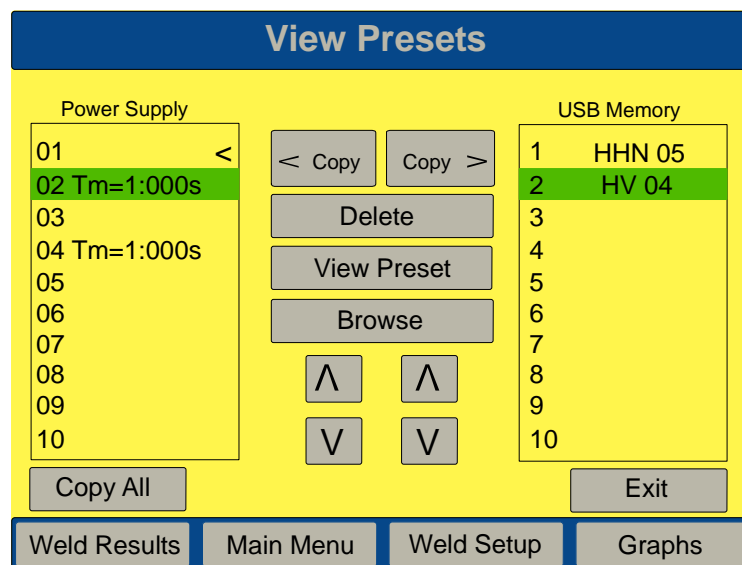 View Presets
Power Supply
01 <
02 Tm=1:000s
03
04 Tm=1:000s
05
06
07
08
09
10
Copy All
< Copy
Copy >
Delete
View Preset
Browse
Λ Λ
V V
USB Memory
1 HHN 05
2 HV 04
3
4
5
6
7
8
9
10
Exit
Weld Results
Main Menu
Weld Setup
Graphs